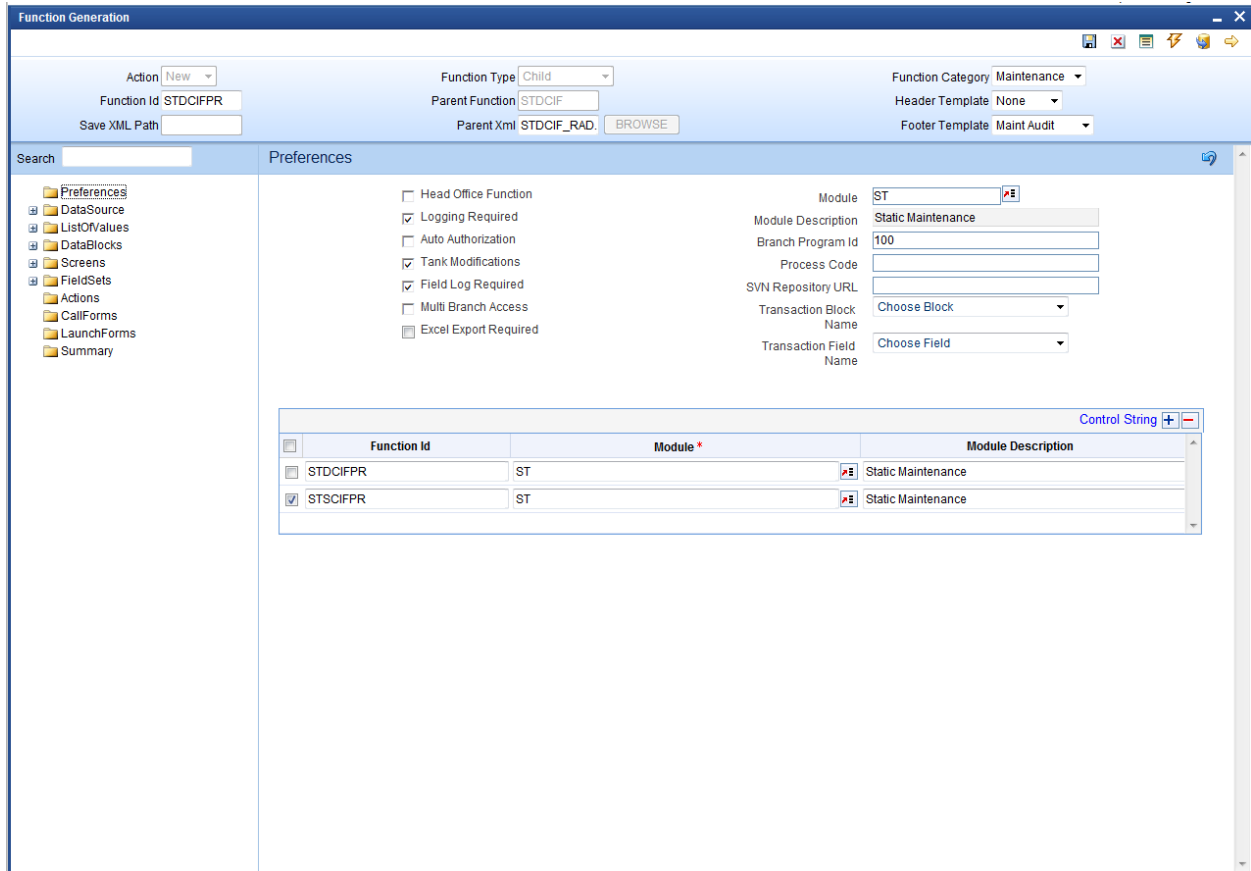 Function Generation
Action New Function Type Child Function Category Maintenance
Function Id STDCIFPR Parent Function STDCIF Header Template None
Save XML Path Parent Xml STDCIF_RAD. BROWSE Footer Template Maint Audit
Search Preferences
Preferences
DataSource
ListOfValues
DataBlocks
Screens
FieldSets
Actions
CallForms
LaunchForms
Summary
Head Office Function
Logging Required
Auto Authorization
Tank Modifications
Field Log Required
Multi Branch Access
Excel Export Required
Module ST
Module Description Static Maintenance
Branch Program Id 100
Process Code
SVN Repository URL
Transaction Block Choose Block
Name
Transaction Field Choose Field
Name
Control String
Function Id Module * Module Description
STDCIFPR ST Static Maintenance
STSCIFPR ST Static Maintenance